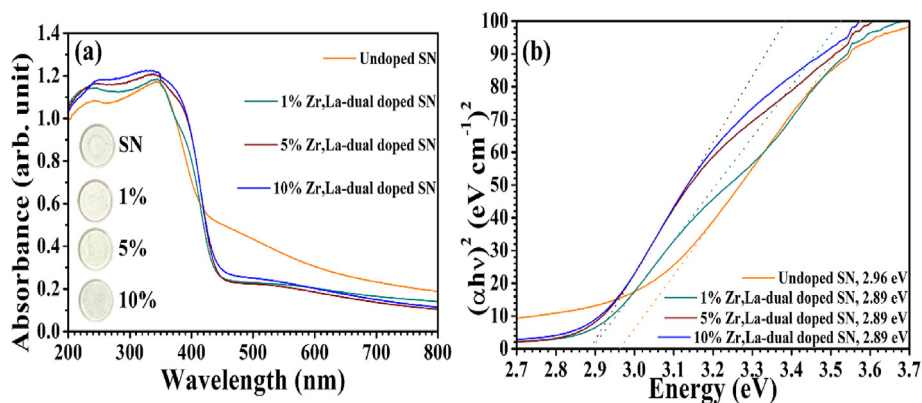 (a)
Absorbance (arb. unit)
1.4
1.2
1.0
0.8
0.6
0.4
0.2
0.0
Undoped SN
1% Zr,La-dual doped SN
5% Zr,La-dual doped SN
10% Zr,La-dual doped SN
SN
1%
5%
10%
200 300 400 500 600 700 800
Wavelength (nm)
(b)
(αhν)² (eV cm⁻¹)²
100
90
80
70
60
50
40
30
20
10
0
Undoped SN, 2.96 eV
1% Zr,La-dual doped SN, 2.89 eV
5% Zr,La-dual doped SN, 2.89 eV
10% Zr,La-dual doped SN, 2.89 eV
2.7 2.8 2.9 3.0 3.1 3.2 3.3 3.4 3.5 3.6 3.7
Energy (eV)